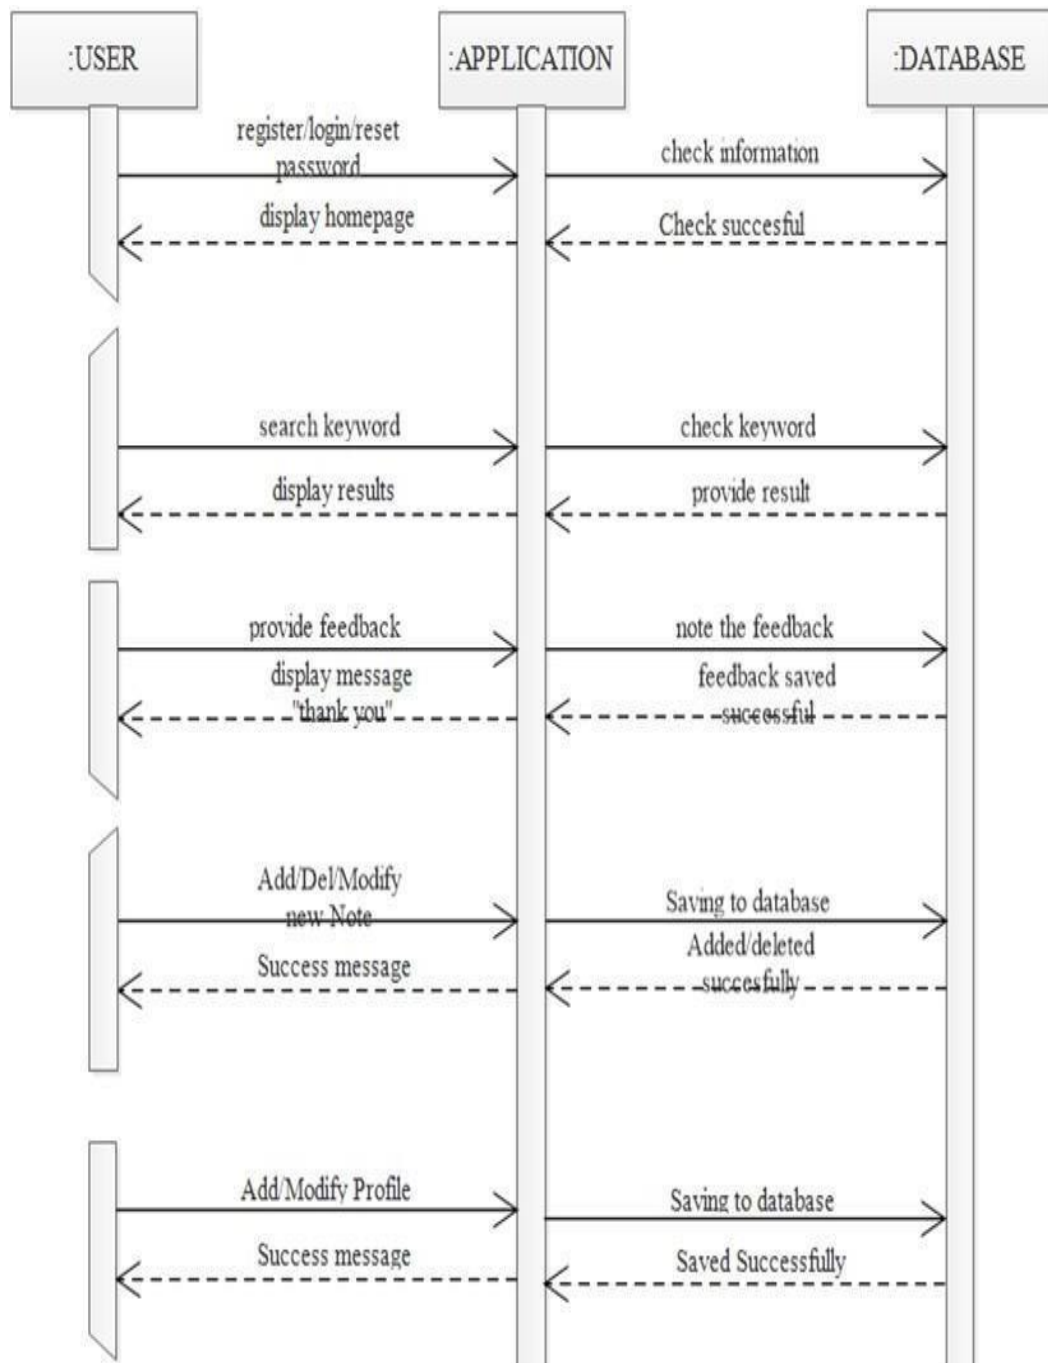 :USER
:APPLICATION
:DATABASE
register/login/reset
password
check information
display homepage
Check succesful
search keyword
check keyword
display results
provide result
provide feedback
note the feedback
display message
"thank you"
feedback saved
successful
Add/Del/Modify
new Note
Saving to database
Success message
Added/deleted
succesfully
Add/Modify Profile
Saving to database
Success message
Saved Successfully